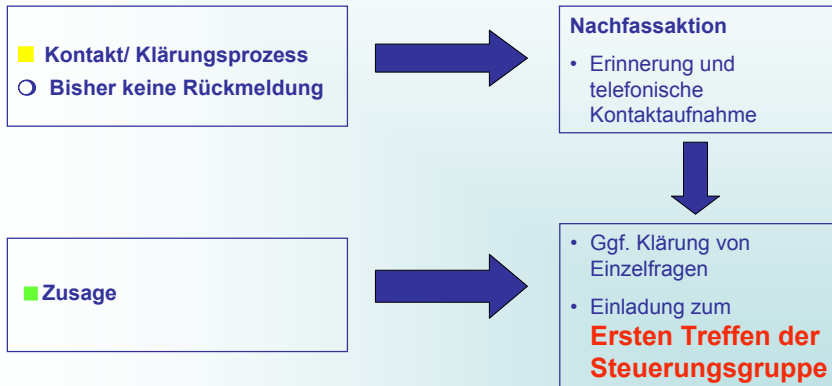 Kontakt/ Klärungsprozess
Bisher keine Rückmeldung
Nachfassaktion
• Erinnerung und
telefonische
Kontaktaufnahme
Zusage
• Ggf. Klärung von
Einzelfragen
• Einladung zum
Ersten Treffen der
Steuerungsgruppe